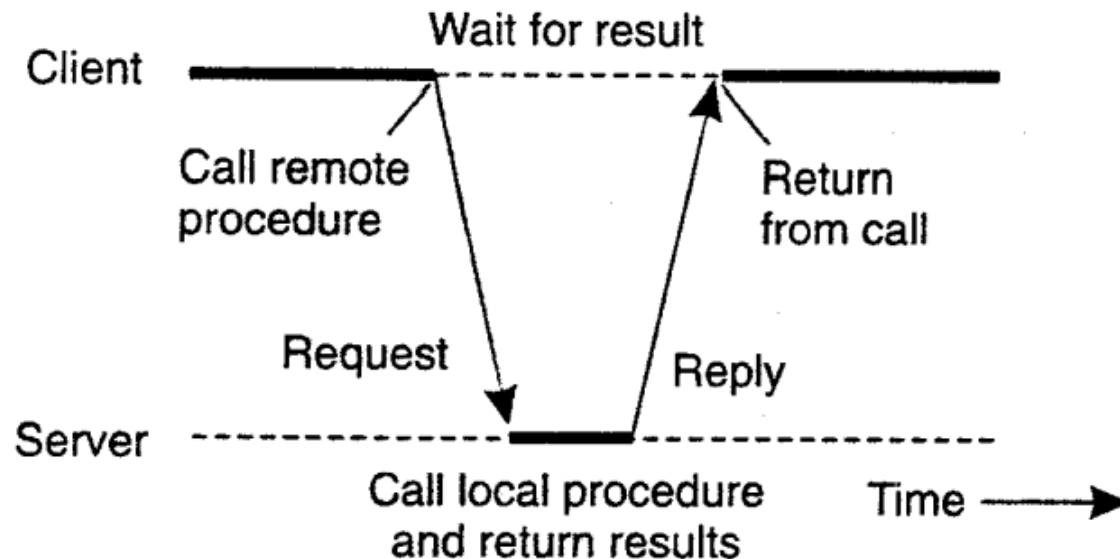 Wait for result
Client
Call remote
procedure
Return
from call
Request
Reply
Server
Call local procedure
and return results
Time